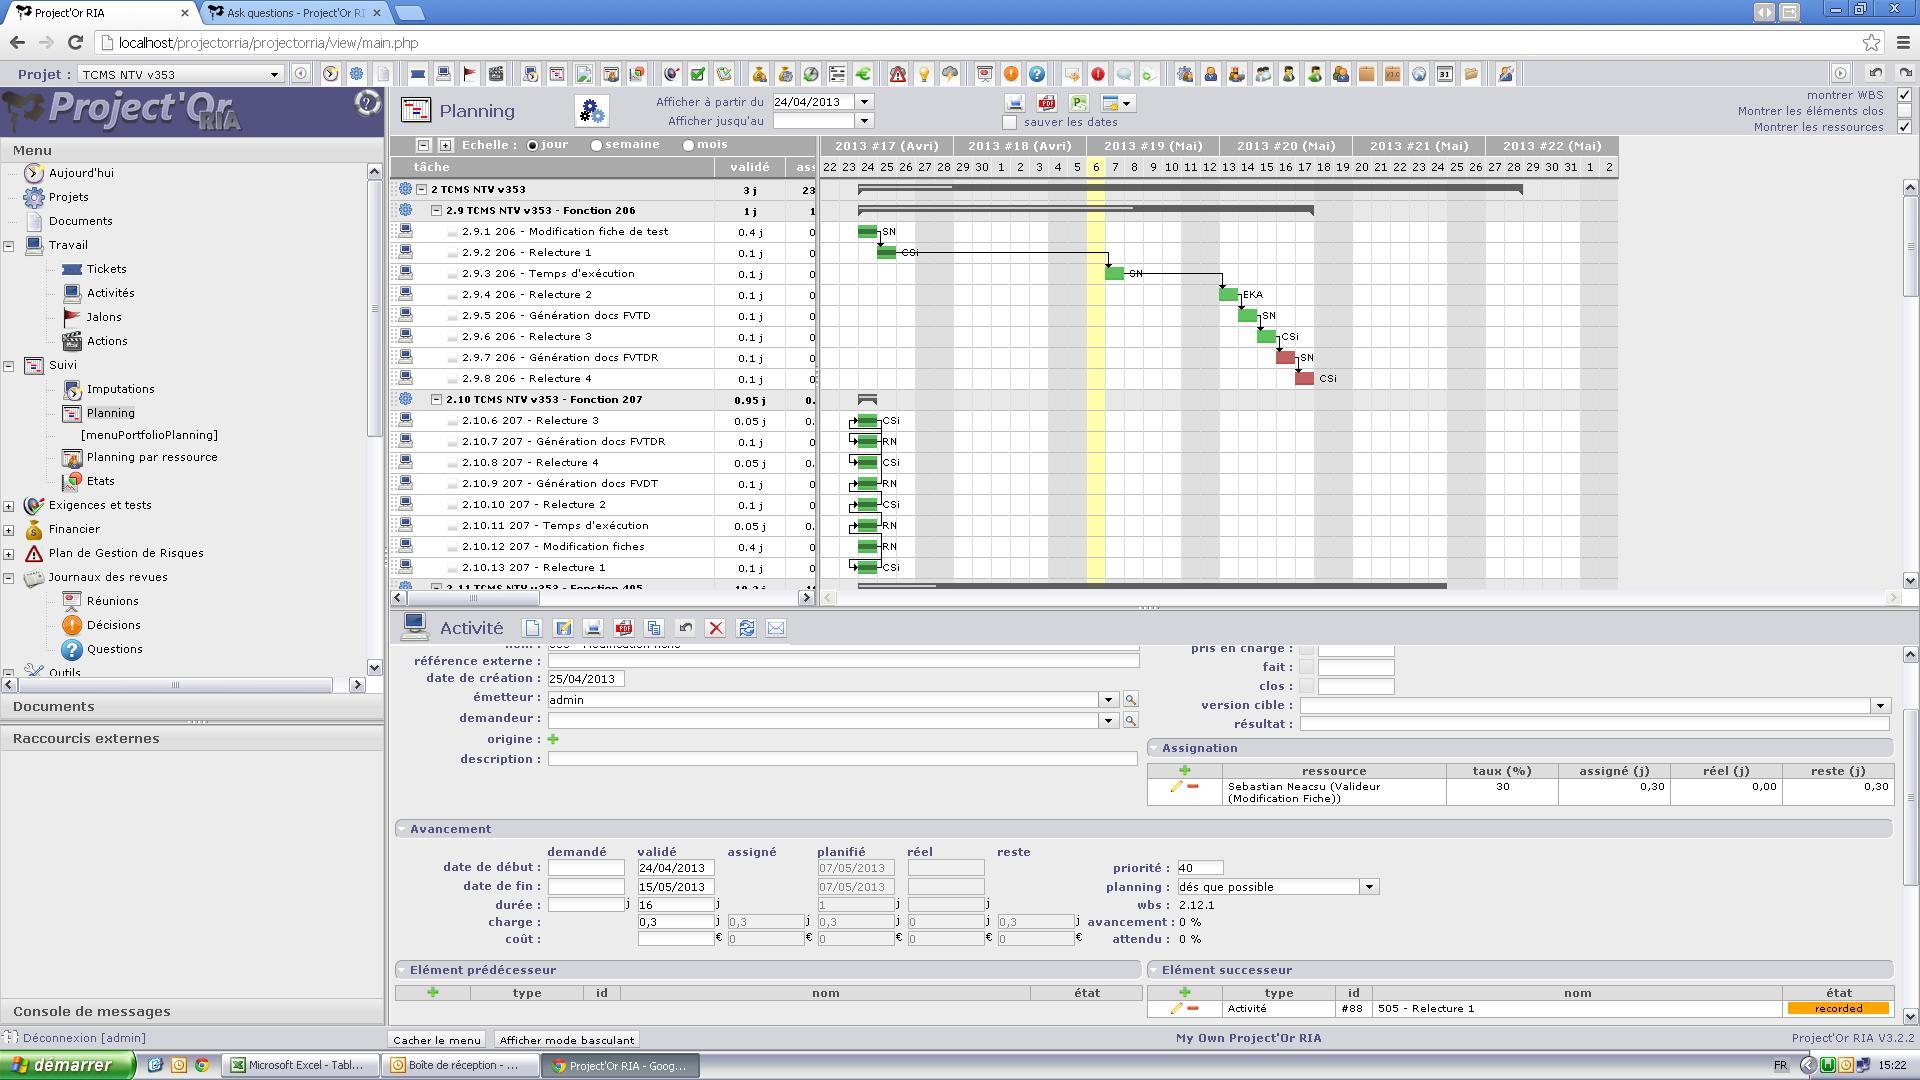 Project'Or RIA
Ask questions - Project'Or RI
localhost/projectorria/projectorria/view/main.php
Projet : TCMS NTV v353
Project'Or RIA
Planning
Afficher à partir du 24/04/2013
Afficher jusqu'au
sauver les dates
montrer WBS
Montrer les éléments clos
Montrer les ressources
Menu
Aujourd'hui
Projets
Documents
Travail
Tickets
Activités
Jalons
Actions
Suivi
Imputations
Planning
[menuPortfolioPlanning]
Planning par ressource
Etats
Exigences et tests
Financier
Plan de Gestion de Risques
Journaux des revues
Réunions
Décisions
Questions
Outils
Documents
Raccourcis externes
Console de messages
Déconnexion [admin]
Echelle : jour semaine mois
tâche validé ass
2013 #17 (Avri) 2013 #18 (Avri) 2013 #19 (Mai) 2013 #20 (Mai) 2013 #21 (Mai) 2013 #22 (Mai)
22 23 24 25 26 27 28 29 30 1 2 3 4 5 6 7 8 9 10 11 12 13 14 15 16 17 18 19 20 21 22 23 24 25 26 27 28 29 30 31 1 2
2 TCMS NTV v353 3 j 23
2.9 TCMS NTV v353 - Fonction 206 1 j 1
2.9.1 206 - Modification fiche de test 0.4 j 0 SN
2.9.2 206 - Relecture 1 0.1 j 0 CSi
2.9.3 206 - Temps d'exécution 0.1 j 0 SN
2.9.4 206 - Relecture 2 0.1 j 0 EKA
2.9.5 206 - Génération docs FVTD 0.1 j 0 SN
2.9.6 206 - Relecture 3 0.1 j 0 CSi
2.9.7 206 - Génération docs FVTDR 0.1 j 0 SN
2.9.8 206 - Relecture 4 0.1 j 0 CSi
2.10 TCMS NTV v353 - Fonction 207 0.95 j 0.
2.10.6 207 - Relecture 3 0.05 j 0. CSi
2.10.7 207 - Génération docs FVTDR 0.1 j 0 RN
2.10.8 207 - Relecture 4 0.05 j 0. CSi
2.10.9 207 - Génération docs FVDT 0.1 j 0 RN
2.10.10 207 - Relecture 2 0.1 j 0 CSi
2.10.11 207 - Temps d'exécution 0.05 j 0. RN
2.10.12 207 - Modification fiches 0.4 j 0 RN
2.10.13 207 - Relecture 1 0.1 j 0 CSi
2.11 TCMS NTV v353 - Fonction 405
Activité
référence externe :
date de création : 25/04/2013
émetteur : admin
demandeur :
origine :
description :
pris en charge :
fait :
clos :
version cible :
résultat :
Assignation
ressource taux (%) assigné (j) réel (j) reste (j)
Sebastian Neacsu (Valideur (Modification Fiche)) 30 0,30 0,00 0,30
Avancement
demandé validé assigné planifié réel reste
date de début : 24/04/2013 07/05/2013 priorité : 40
date de fin : 15/05/2013 07/05/2013 planning : dés que possible
durée : j 16 j 1 j j wbs : 2.12.1
charge : 0,3 j 0,3 j 0,3 j 0 j 0,3 j avancement : 0 %
coût : € 0 € 0 € 0 € 0 € attendu : 0 %
Elément prédécesseur
type id nom état
Elément successeur
type id nom état
Activité #88 505 - Relecture 1 recorded
Cacher le menu Afficher mode basculant
My Own Project'Or RIA
Project'Or RIA V3.2.2
démarrer
Microsoft Excel - Tabl...
Boîte de réception - ...
Project'Or RIA - Goog...
FR
15:22